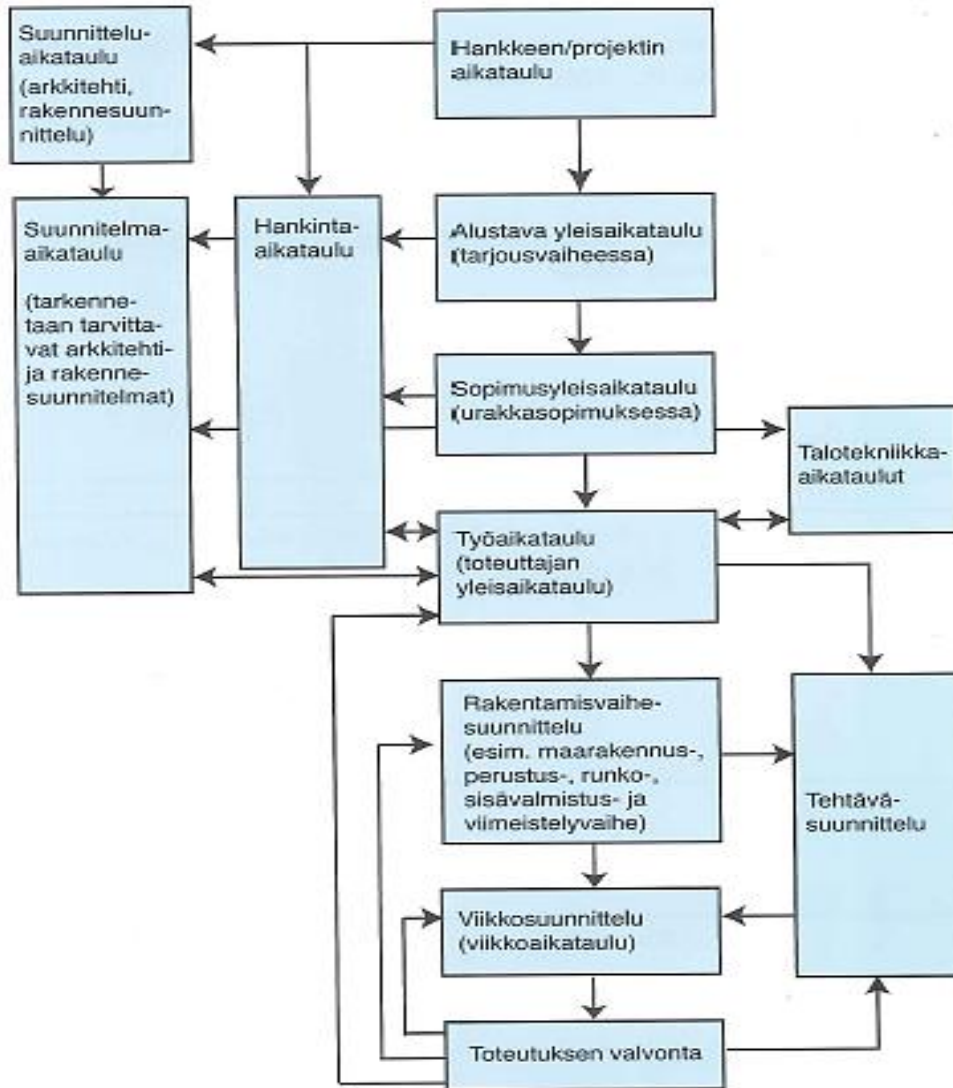 Suunnittelu-
aikataulu
(arkkitehti,
rakennesuun-
nittelu)
Hankkeen/projektin
aikataulu
Suunnitelma-
aikataulu
(tarkenne-
taan tarvitta-
vat arkkitehti-
ja rakenne-
suunnitelmat)
Hankinta-
aikataulu
Alustava yleisaikataulu
(tarjousvaiheessa)
Sopimusyleisaikataulu
(urakkasopimuksessa)
Talotekniikka-
aikataulut
Työaikataulu
(toteuttajan
yleisaikataulu)
Rakentamisvaihe-
suunnittelu
(esim. maarakennus-,
perustus-, runko-,
sisävalmistus- ja
viimeistelyvaihe)
Tehtävä-
suunnittelu
Viikkosuunnittelu
(viikkoaikataulu)
Toteutuksen valvonta